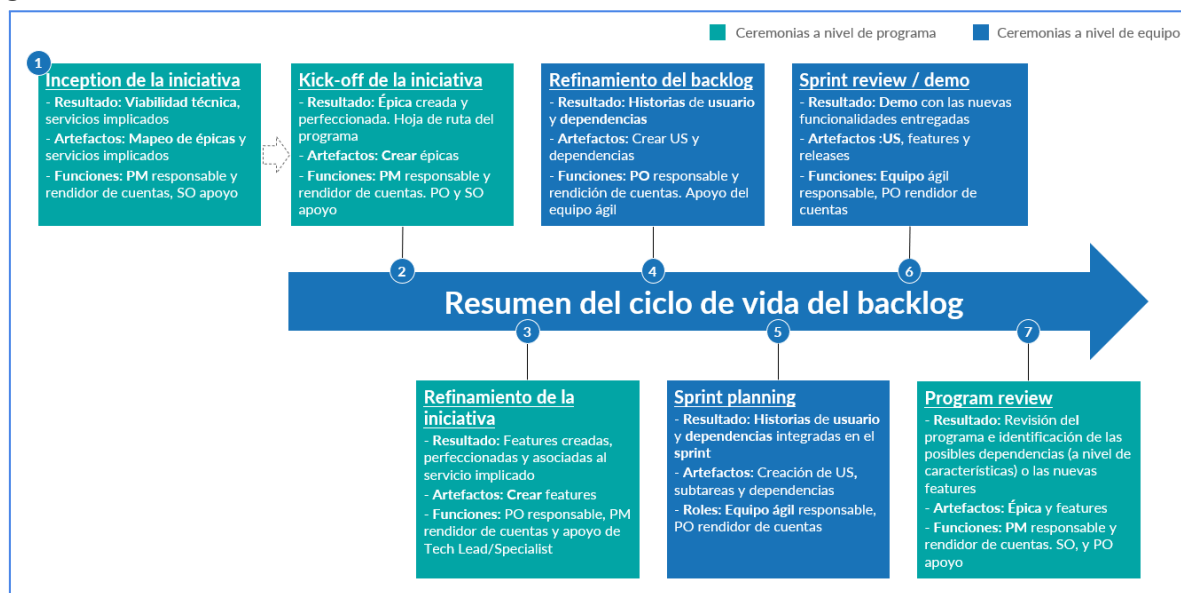 Ceremonias a nivel de programa
Ceremonias a nivel de equipo
1
Inception de la iniciativa
- Resultado: Viabilidad técnica,
servicios implicados
- Artefactos: Mapeo de épicas y
servicios implicados
- Funciones: PM responsable y
rendidor de cuentas, SO apoyo
Kick-off de la iniciativa
- Resultado: Épica creada y
perfeccionada. Hoja de ruta del
programa
- Artefactos: Crear épicas
- Funciones: PM responsable y
rendidor de cuentas. PO y SO
apoyo
Refinamiento del backlog
- Resultado: Historias de usuario
y dependencias
- Artefactos: Crear US y
dependencias
- Funciones: PO responsable y
rendición de cuentas. Apoyo del
equipo ágil
Sprint review / demo
- Resultado: Demo con las nuevas
funcionalidades entregadas
- Artefactos :US, features y
releases
- Funciones: Equipo ágil
responsable, PO rendidor de
cuentas
2
4
6
Resumen del ciclo de vida del backlog
3
5
7
Refinamiento de la
iniciativa
- Resultado: Features creadas,
perfeccionadas y asociadas al
servicio implicado
- Artefactos: Crear features
- Funciones: PO responsable, PM
rendidor de cuentas y apoyo de
Tech Lead/Specialist
Sprint planning
- Resultado: Historias de usuario
y dependencias integradas en el
sprint
- Artefactos: Creación de US,
subtareas y dependencias
- Roles: Equipo ágil responsable,
PO rendidor de cuentas
Program review
- Resultado: Revisión del
programa e identificación de las
posibles dependencias (a nivel de
características) o las nuevas
features
- Artefactos: Épica y features
- Funciones: PM responsable y
rendidor de cuentas. SO, y PO
apoyo